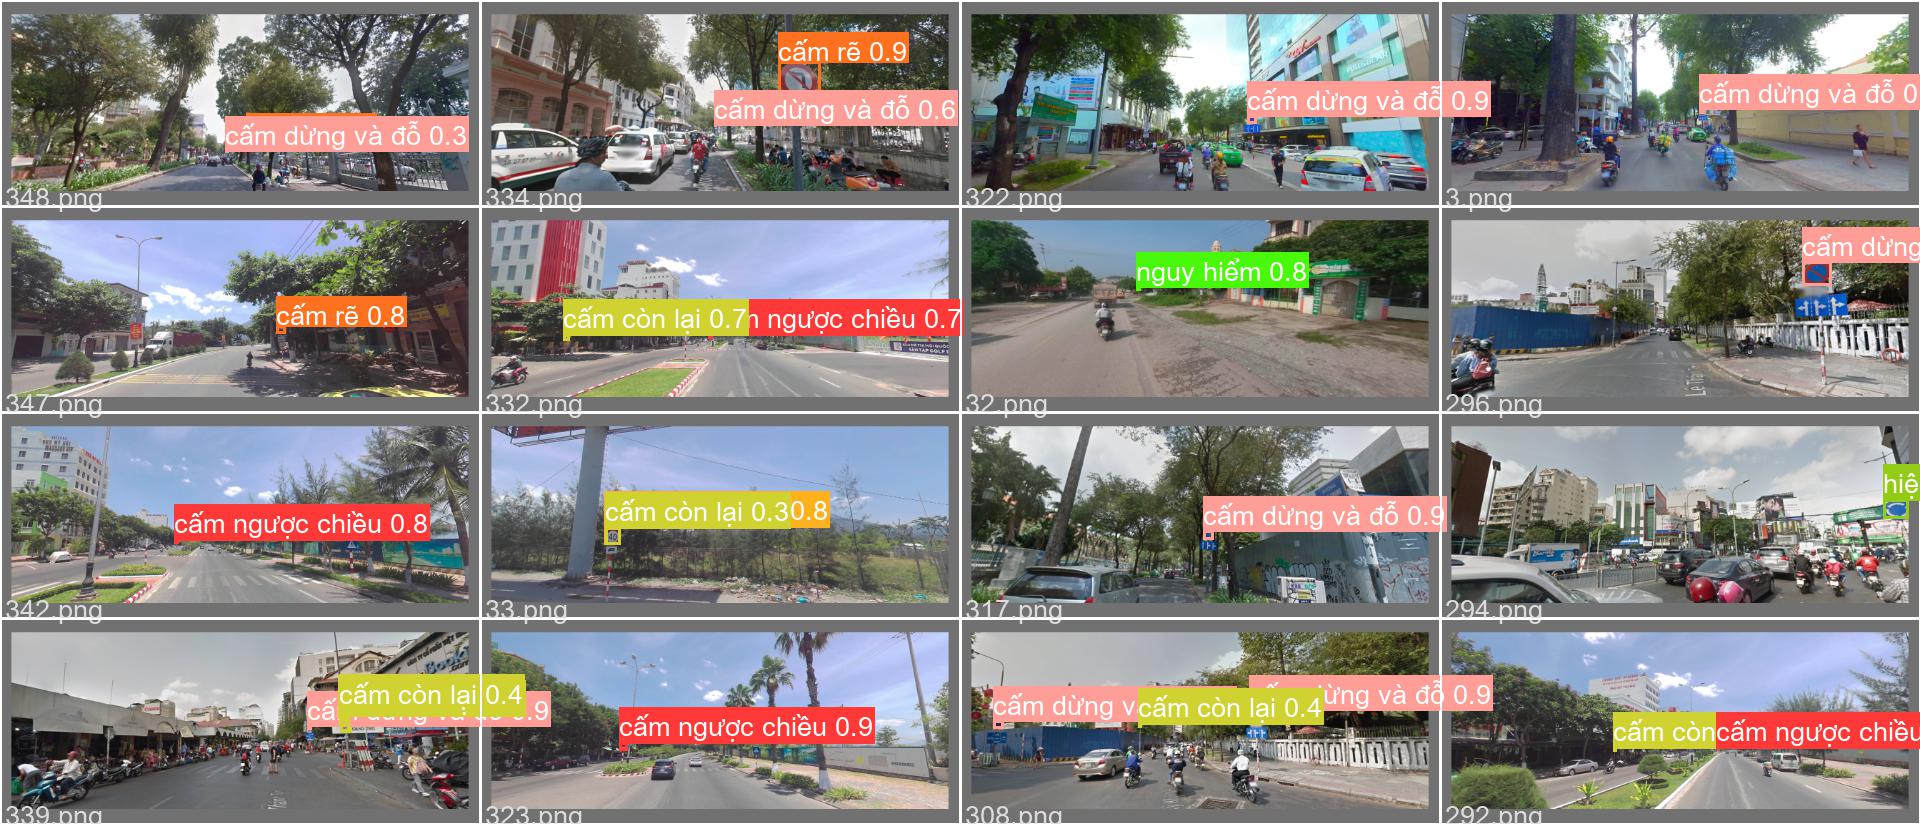 cấm dừng và đỗ 0.3
348.png
cấm rẽ 0.9
cấm dừng và đỗ 0.6
334.png
cấm dừng và đỗ 0.9
322.png
cấm dừng và đỗ 0
3.png
cấm rẽ 0.8
347.png
cấm còn lại 0.7
n ngược chiều 0.7
332.png
nguy hiểm 0.8
32.png
cấm dừng
296.png
cấm ngược chiều 0.8
342.png
cấm còn lại 0.3
0.8
33.png
cấm dừng và đỗ 0.9
317.png
hiệ
294.png
cấm còn lại 0.4
339.png
cấm ngược chiều 0.9
323.png
cấm dừng v
cấm còn lại 0.4
ừng và đỗ 0.9
308.png
cấm còn
cấm ngược chiều
292.png